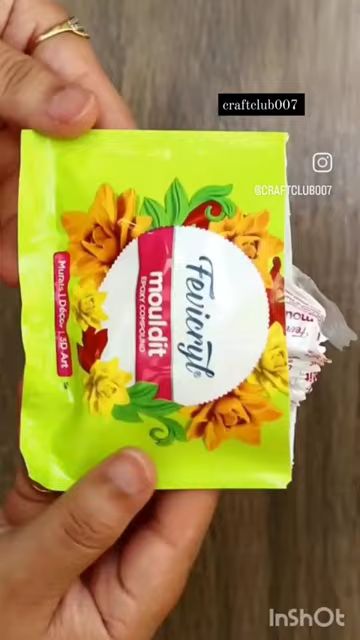 craftclub007
@CRAFTCLUB007
Fevicryl®
mouldit
EPOXY COMPOUND
Murals | Décor | 3D Art
InShOt